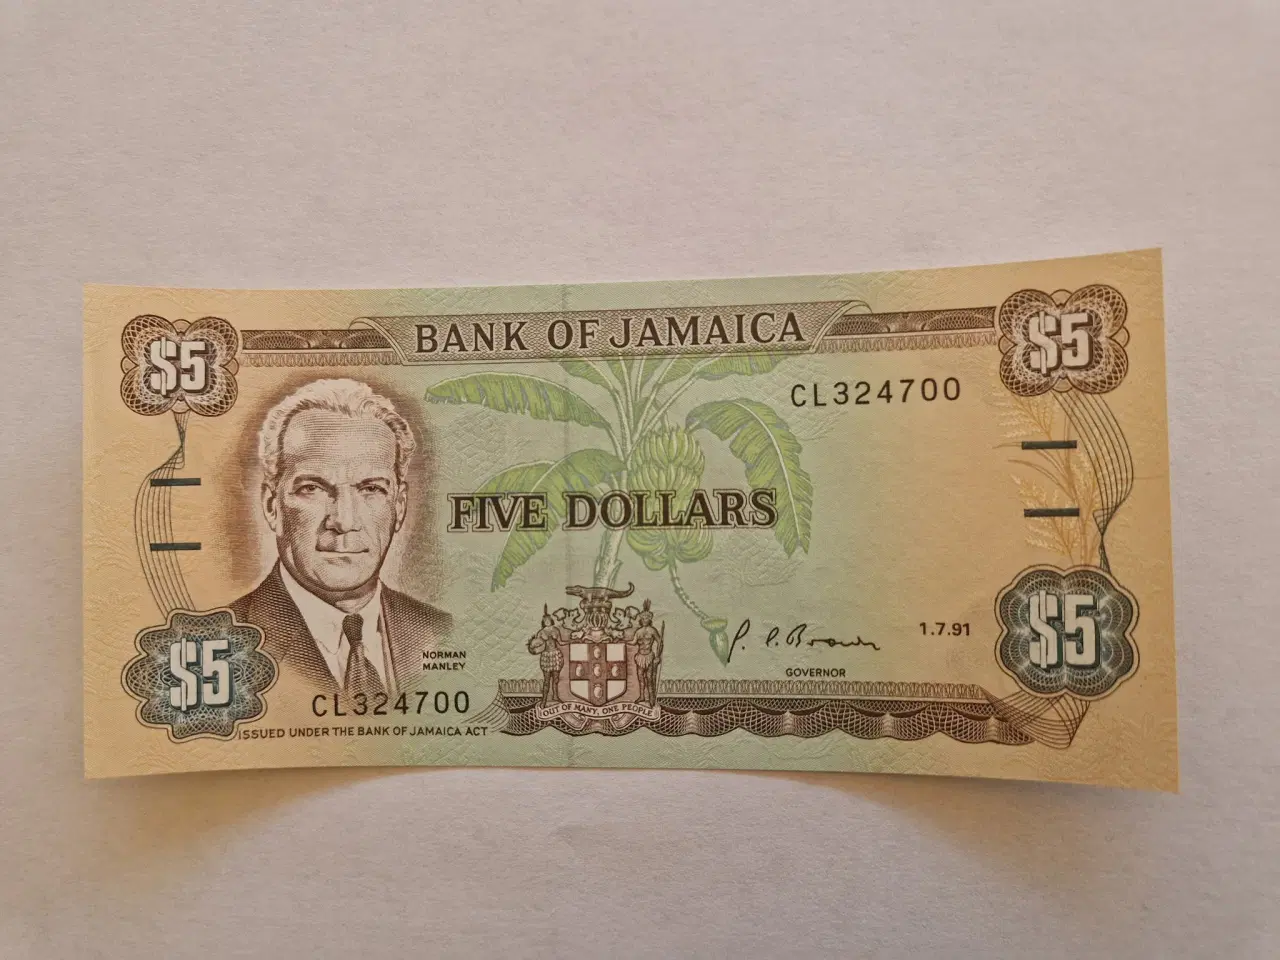 BANK OF JAMAICA
$5
$5
CL324700
FIVE DOLLARS
NORMAN
MANLEY
1.7.91
GOVERNOR
$5
$5
CL324700
OUT OF MANY, ONE PEOPLE
ISSUED UNDER THE BANK OF JAMAICA ACT